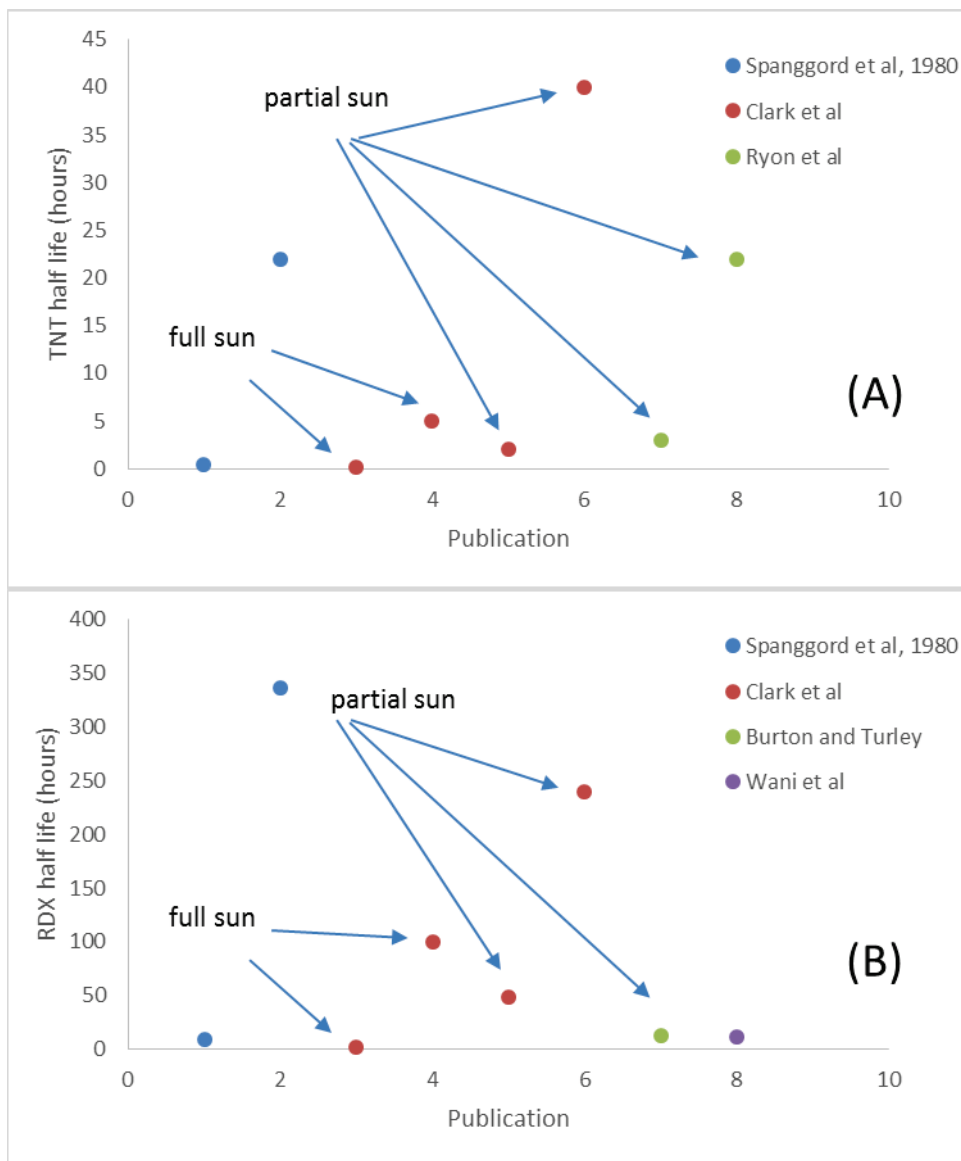 45
40
35
30
25
20
15
10
5
0
TNT half life (hours)
partial sun
full sun
Spanggord et al, 1980
Clark et al
Ryon et al
(A)
0 2 4 6 8 10
Publication
400
350
300
250
200
150
100
50
0
RDX half life (hours)
partial sun
full sun
Spanggord et al, 1980
Clark et al
Burton and Turley
Wani et al
(B)
0 2 4 6 8 10
Publication